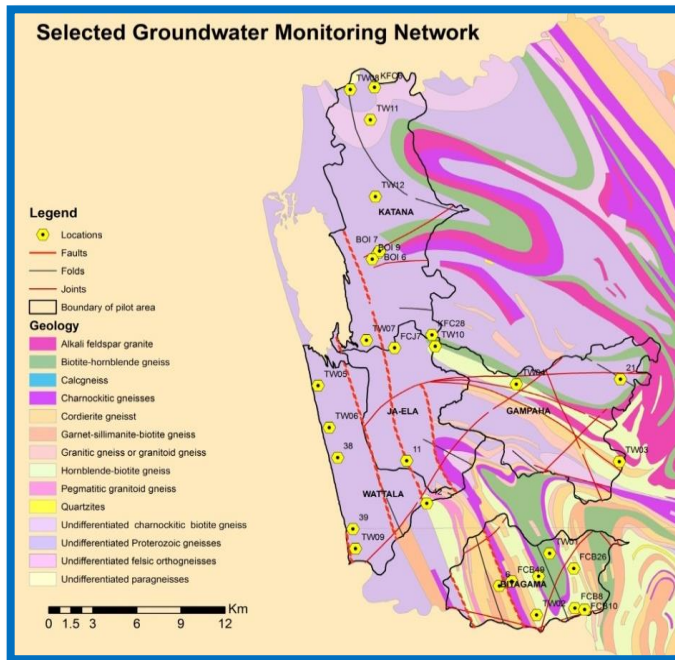 Selected Groundwater Monitoring Network
TW08
KFC6
TW11
TW12
KATANA
BOI 7
BOI 9
BOI 6
TW07
FCJ7
KFC28
TW10
TW05
TW04
21
JA-ELA
GAMPAHA
TW06
38
11
TW03
WATTALA
12
39
TW09
TW01
FCB26
6
FCB49
BIYAGAMA
TW02
FCB8
FCB10
Legend
Locations
Faults
Folds
Joints
Boundary of pilot area
Geology
Alkali feldspar granite
Biotite-hornblende gneiss
Calcgneiss
Charnockitic gneisses
Cordierite gneisst
Garnet-sillimanite-biotite gneiss
Granitic gneiss or granitoid gneiss
Hornblende-biotite gneiss
Pegmatitic granitoid gneiss
Quartzites
Undifferentiated charnockitic biotite gneiss
Undifferentiated Proterozoic gneisses
Undifferentiated felsic orthogneisses
Undifferentiated paragneisses
Km
0 1.5 3 6 9 12